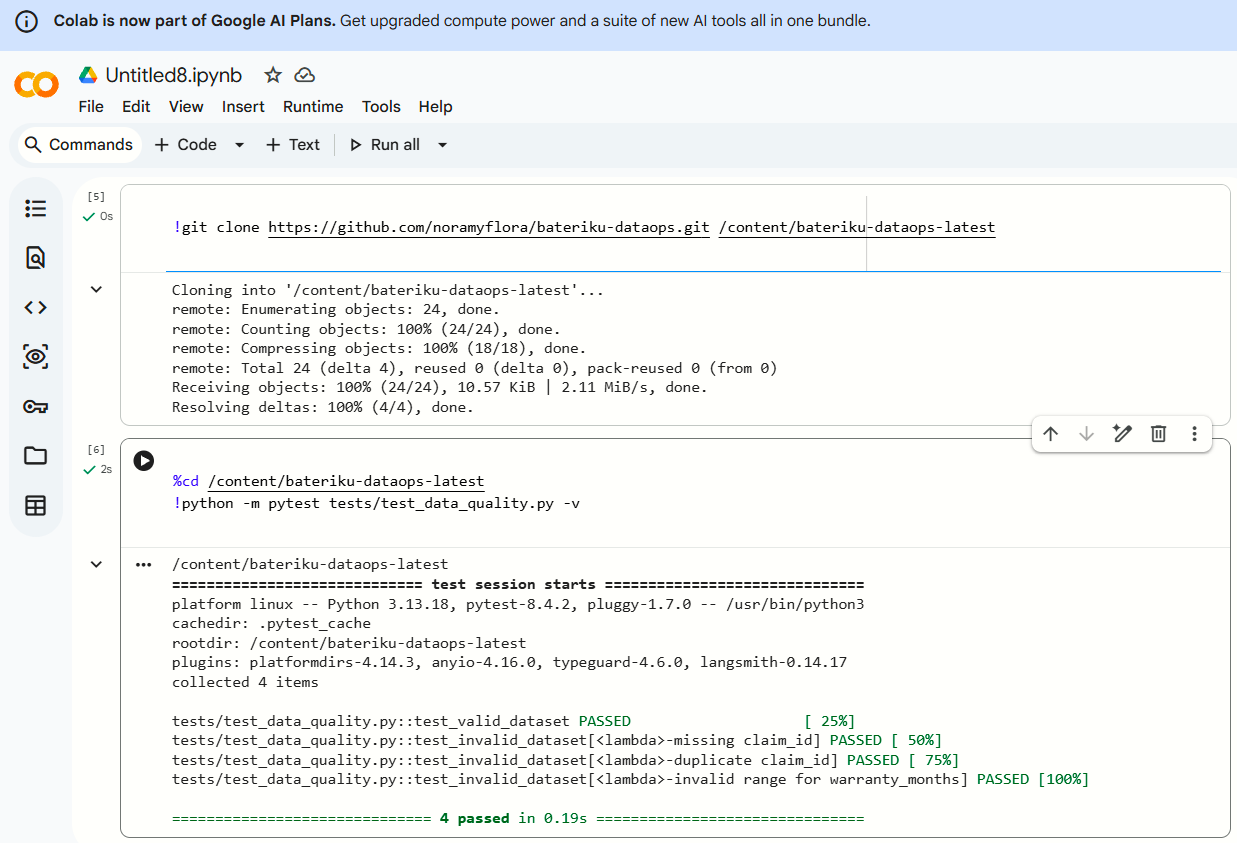 Colab is now part of Google AI Plans. Get upgraded compute power and a suite of new AI tools all in one bundle.
Untitled8.ipynb
File Edit View Insert Runtime Tools Help
Commands + Code + Text Run all
[5]
0s
!git clone https://github.com/noramyflora/bateriku-dataops.git /content/bateriku-dataops-latest
Cloning into '/content/bateriku-dataops-latest'...
remote: Enumerating objects: 24, done.
remote: Counting objects: 100% (24/24), done.
remote: Compressing objects: 100% (18/18), done.
remote: Total 24 (delta 4), reused 0 (delta 0), pack-reused 0 (from 0)
Receiving objects: 100% (24/24), 10.57 KiB | 2.11 MiB/s, done.
Resolving deltas: 100% (4/4), done.
[6]
2s
%cd /content/bateriku-dataops-latest
!python -m pytest tests/test_data_quality.py -v
/content/bateriku-dataops-latest
============================= test session starts ==============================
platform linux -- Python 3.13.18, pytest-8.4.2, pluggy-1.7.0 -- /usr/bin/python3
cachedir: .pytest_cache
rootdir: /content/bateriku-dataops-latest
plugins: platformdirs-4.14.3, anyio-4.16.0, typeguard-4.6.0, langsmith-0.14.17
collected 4 items
tests/test_data_quality.py::test_valid_dataset PASSED [ 25%]
tests/test_data_quality.py::test_invalid_dataset[<lambda>-missing claim_id] PASSED [ 50%]
tests/test_data_quality.py::test_invalid_dataset[<lambda>-duplicate claim_id] PASSED [ 75%]
tests/test_data_quality.py::test_invalid_dataset[<lambda>-invalid range for warranty_months] PASSED [100%]
============================== 4 passed in 0.19s ===============================